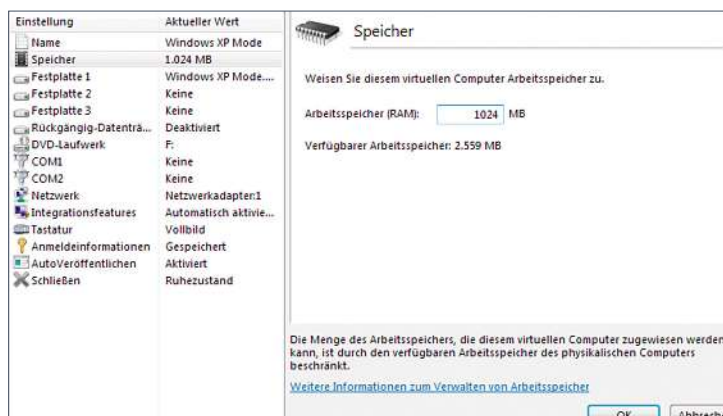 Einstellung Aktueller Wert
Name Windows XP Mode
Speicher 1.024 MB
Festplatte 1 Windows XP Mode....
Festplatte 2 Keine
Festplatte 3 Keine
Rückgängig-Datenträ... Deaktiviert
DVD-Laufwerk F:
COM1 Keine
COM2 Keine
Netzwerk Netzwerkadapter:1
Integrationsfeatures Automatisch aktivie...
Tastatur Vollbild
Anmeldeinformationen Gespeichert
AutoVeröffentlichen Aktiviert
Schließen Ruhezustand
Speicher
Weisen Sie diesem virtuellen Computer Arbeitsspeicher zu.
Arbeitsspeicher (RAM): 1024 MB
Verfügbarer Arbeitsspeicher: 2.559 MB
Die Menge des Arbeitsspeichers, die diesem virtuellen Computer zugewiesen werden
kann, ist durch den verfügbaren Arbeitsspeicher des physikalischen Computers
beschränkt.
Weitere Informationen zum Verwalten von Arbeitsspeicher
OK Abbreche